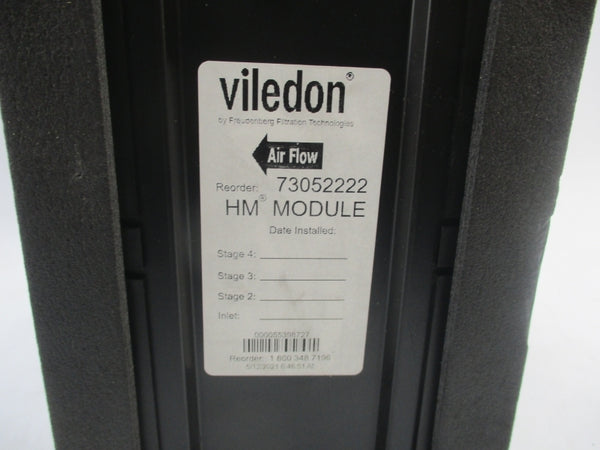 viledon®
by Freudenberg Filtration Technologies
Air Flow
Reorder: 73052222
HM® MODULE
Date Installed:
Stage 4:
Stage 3:
Stage 2:
Inlet:
000055398727
Reorder: 1 800 348 7196